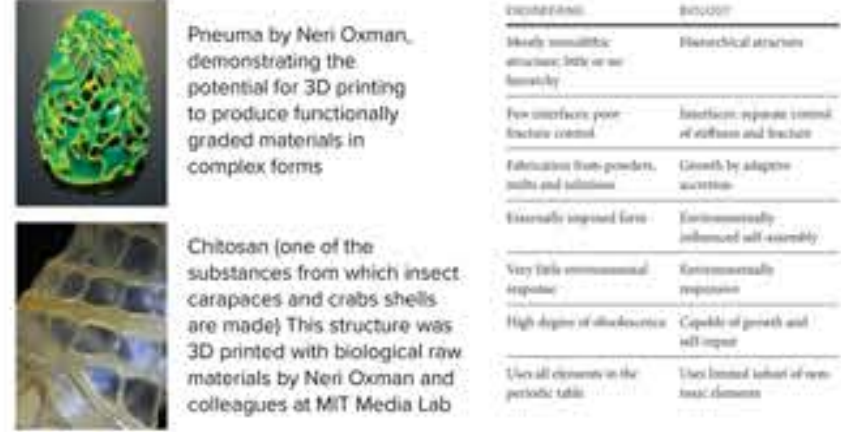 Pneuma by Neri Oxman,
demonstrating the
potential for 3D printing
to produce functionally
graded materials in
complex forms
Chitosan (one of the
substances from which insect
carapaces and crabs shells
are made) This structure was
3D printed with biological raw
materials by Neri Oxman and
colleagues at MIT Media Lab
ENGINEERING
BIOLOGY
Mostly monolithic
structure; little or no
hierarchy
Hierarchical structure
Few interfaces; poor
fracture control
Interfaces; separate control
of stiffness and fracture
Fabrication from powders,
melts and solutions
Growth by adaptive
accretion
Externally imposed form
Environmentally
influenced self-assembly
Very little environmental
response
Environmentally
responsive
High degree of obsolescence
Capable of growth and
self-repair
Uses all elements in the
periodic table
Uses limited subset of non-
toxic elements